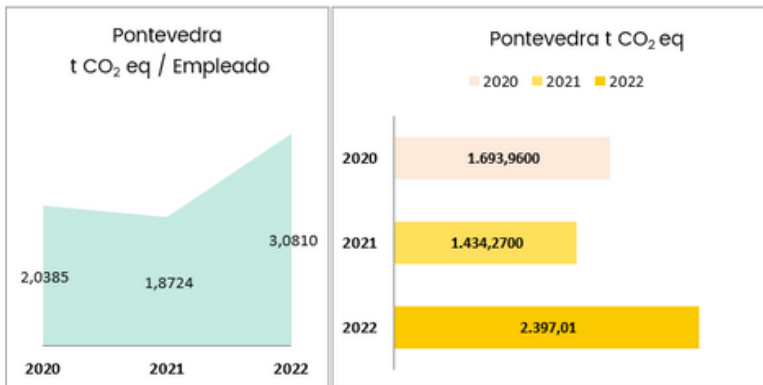 Pontevedra
t CO₂ eq / Empleado
2,0385
1,8724
3,0810
2020 2021 2022
Pontevedra t CO₂ eq
2020 2021 2022
2020 1.693,9600
2021 1.434,2700
2022 2.397,01